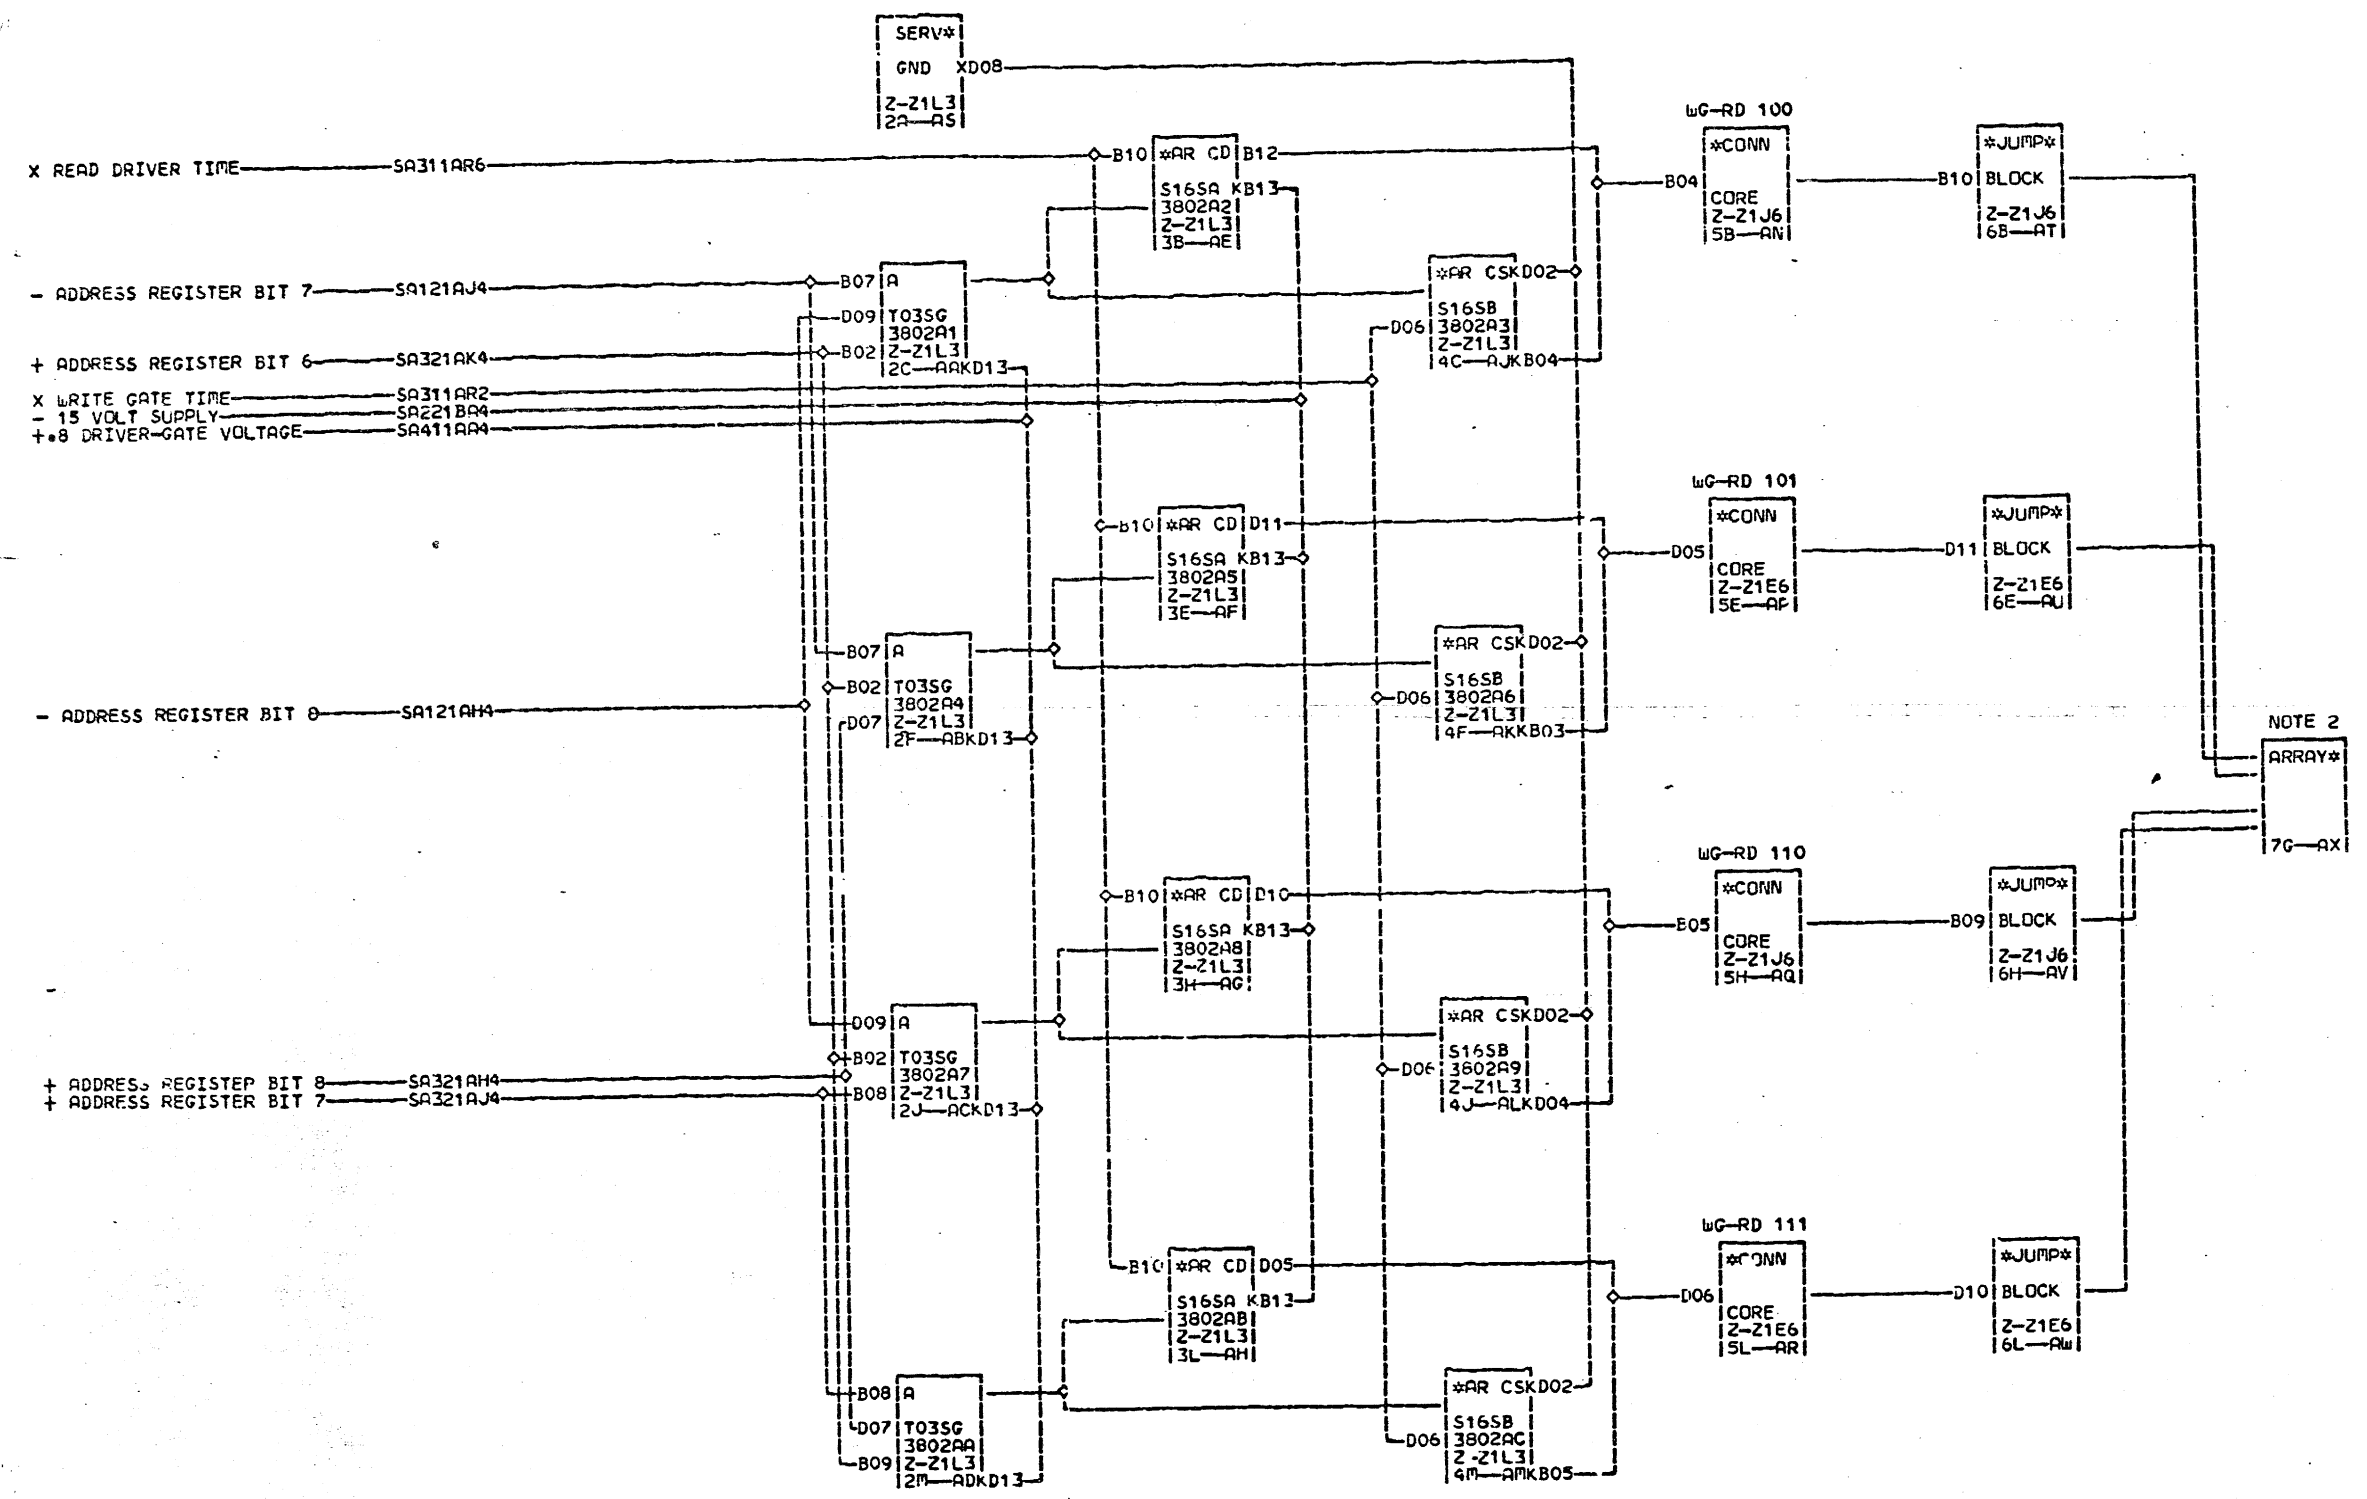 SERV*
GND XD08
Z-Z1L3
2A—AS
X READ DRIVER TIME SA311AR6
B10 *AR CD B12
S16SA KB13
3802A2
Z-Z1L3
3B—AE
WG-RD 100
B04 *CONN
CORE
Z-Z1J6
5B—AN
*JUMP*
B10 BLOCK
Z-Z1J6
6B—AT
- ADDRESS REGISTER BIT 7 SA121AJ4
B07 A
D09 T03SG
3802A1
B02 Z-Z1L3
2C—AAKD13
*AR CSKD02
S16SB
D06 3802A3
Z-Z1L3
4C—AJKB04
+ ADDRESS REGISTER BIT 6 SA321AK4
X WRITE GATE TIME SA311AR2
- 15 VOLT SUPPLY SA221BA4
+.8 DRIVER-GATE VOLTAGE SA411AA4
B10 *AR CD D11
S16SA KB13
3802A5
Z-Z1L3
3E—AF
WG-RD 101
*CONN
D05
CORE
Z-Z1E6
5E—AP
*JUMP*
D11 BLOCK
Z-Z1E6
6E—AU
B07 A
B02 T03SG
3802A4
D07 Z-Z1L3
2F—ABKD13
*AR CSKD02
S16SB
D06 3802A6
Z-Z1L3
4F—AKKB03
- ADDRESS REGISTER BIT 8 SA121AH4
NOTE 2
ARRAY*
7G—AX
B10 *AR CD D10
S16SA KB13
3802A8
Z-Z1L3
3H—AG
WG-RD 110
*CONN
B05
CORE
Z-Z1J6
5H—AQ
*JUMP*
B09 BLOCK
Z-Z1J6
6H—AV
D09 A
B02 T03SG
3802A7
B08 Z-Z1L3
2J—ACKD13
*AR CSKD02
S16SB
D06 3802A9
Z-Z1L3
4J—ALKD04
+ ADDRESS REGISTER BIT 8 SA321AH4
+ ADDRESS REGISTER BIT 7 SA321AJ4
B10 *AR CD D05
S16SA KB13
3802AB
Z-Z1L3
3L—AH
WG-RD 111
*CONN
D06
CORE
Z-Z1E6
5L—AR
*JUMP*
D10 BLOCK
Z-Z1E6
6L—AW
B08 A
D07 T03SG
3802AA
B09 Z-Z1L3
2M—ADKD13
*AR CSKD02
S16SB
D06 3802AC
Z-Z1L3
4M—AMKB05